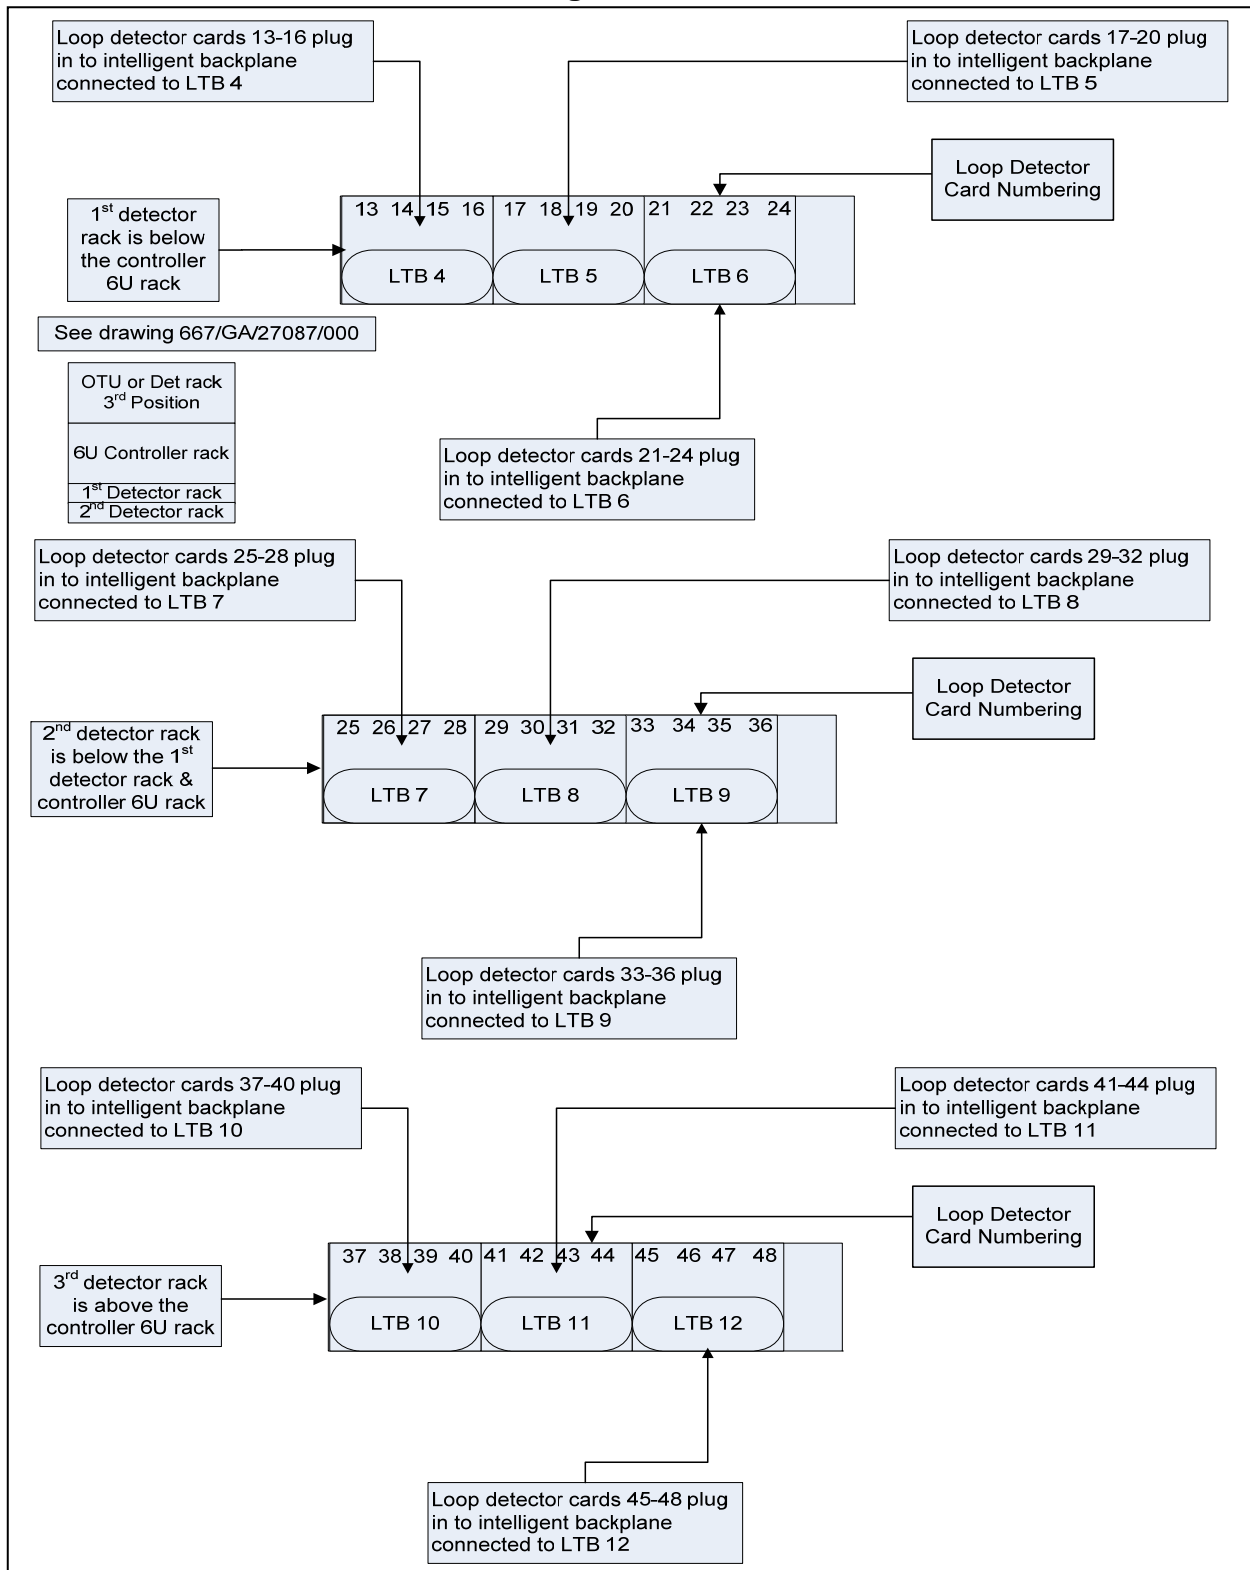 Loop detector cards 13-16 plug
in to intelligent backplane
connected to LTB 4
Loop detector cards 17-20 plug
in to intelligent backplane
connected to LTB 5
Loop Detector
Card Numbering
1st detector
rack is below
the controller
6U rack
13 14 15 16 17 18 19 20 21 22 23 24
LTB 4 LTB 5 LTB 6
See drawing 667/GA/27087/000
OTU or Det rack
3rd Position
6U Controller rack
1st Detector rack
2nd Detector rack
Loop detector cards 21-24 plug
in to intelligent backplane
connected to LTB 6
Loop detector cards 25-28 plug
in to intelligent backplane
connected to LTB 7
Loop detector cards 29-32 plug
in to intelligent backplane
connected to LTB 8
Loop Detector
Card Numbering
2nd detector rack
is below the 1st
detector rack &
controller 6U rack
25 26 27 28 29 30 31 32 33 34 35 36
LTB 7 LTB 8 LTB 9
Loop detector cards 33-36 plug
in to intelligent backplane
connected to LTB 9
Loop detector cards 37-40 plug
in to intelligent backplane
connected to LTB 10
Loop detector cards 41-44 plug
in to intelligent backplane
connected to LTB 11
Loop Detector
Card Numbering
3rd detector rack
is above the
controller 6U rack
37 38 39 40 41 42 43 44 45 46 47 48
LTB 10 LTB 11 LTB 12
Loop detector cards 45-48 plug
in to intelligent backplane
connected to LTB 12